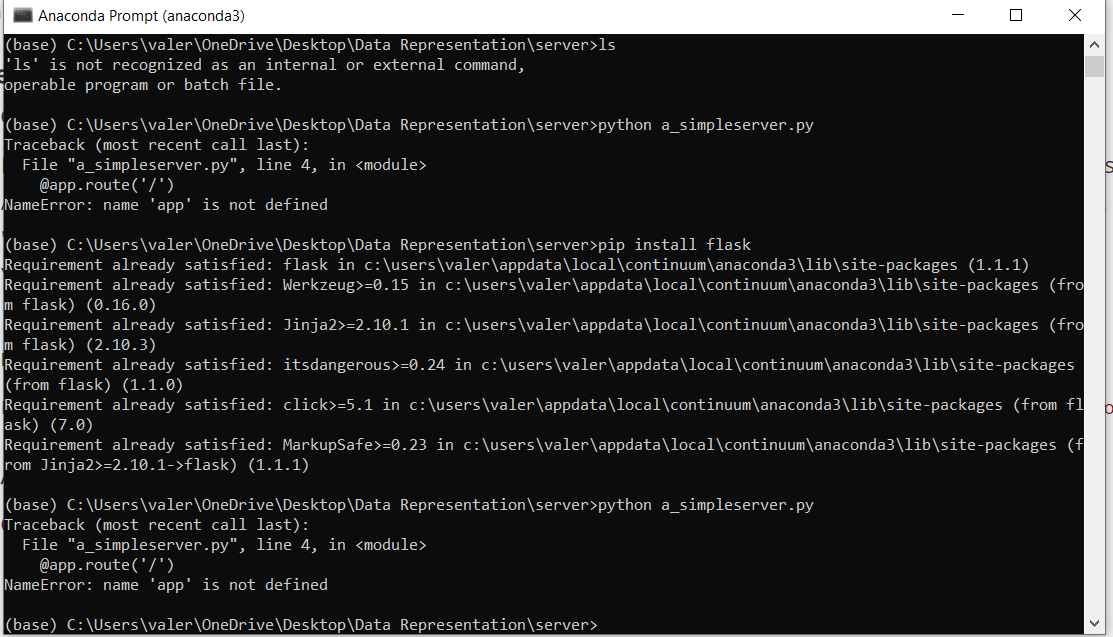 Anaconda Prompt (anaconda3)
(base) C:\Users\valer\OneDrive\Desktop\Data Representation\server>ls
'ls' is not recognized as an internal or external command,
operable program or batch file.
(base) C:\Users\valer\OneDrive\Desktop\Data Representation\server>python a_simpleserver.py
Traceback (most recent call last):
  File "a_simpleserver.py", line 4, in <module>
    @app.route('/')
NameError: name 'app' is not defined
(base) C:\Users\valer\OneDrive\Desktop\Data Representation\server>pip install flask
Requirement already satisfied: flask in c:\users\valer\appdata\local\continuum\anaconda3\lib\site-packages (1.1.1)
Requirement already satisfied: Werkzeug>=0.15 in c:\users\valer\appdata\local\continuum\anaconda3\lib\site-packages (fro
m flask) (0.16.0)
Requirement already satisfied: Jinja2>=2.10.1 in c:\users\valer\appdata\local\continuum\anaconda3\lib\site-packages (fro
m flask) (2.10.3)
Requirement already satisfied: itsdangerous>=0.24 in c:\users\valer\appdata\local\continuum\anaconda3\lib\site-packages
(from flask) (1.1.0)
Requirement already satisfied: click>=5.1 in c:\users\valer\appdata\local\continuum\anaconda3\lib\site-packages (from fl
ask) (7.0)
Requirement already satisfied: MarkupSafe>=0.23 in c:\users\valer\appdata\local\continuum\anaconda3\lib\site-packages (f
rom Jinja2>=2.10.1->flask) (1.1.1)
(base) C:\Users\valer\OneDrive\Desktop\Data Representation\server>python a_simpleserver.py
Traceback (most recent call last):
  File "a_simpleserver.py", line 4, in <module>
    @app.route('/')
NameError: name 'app' is not defined
(base) C:\Users\valer\OneDrive\Desktop\Data Representation\server>